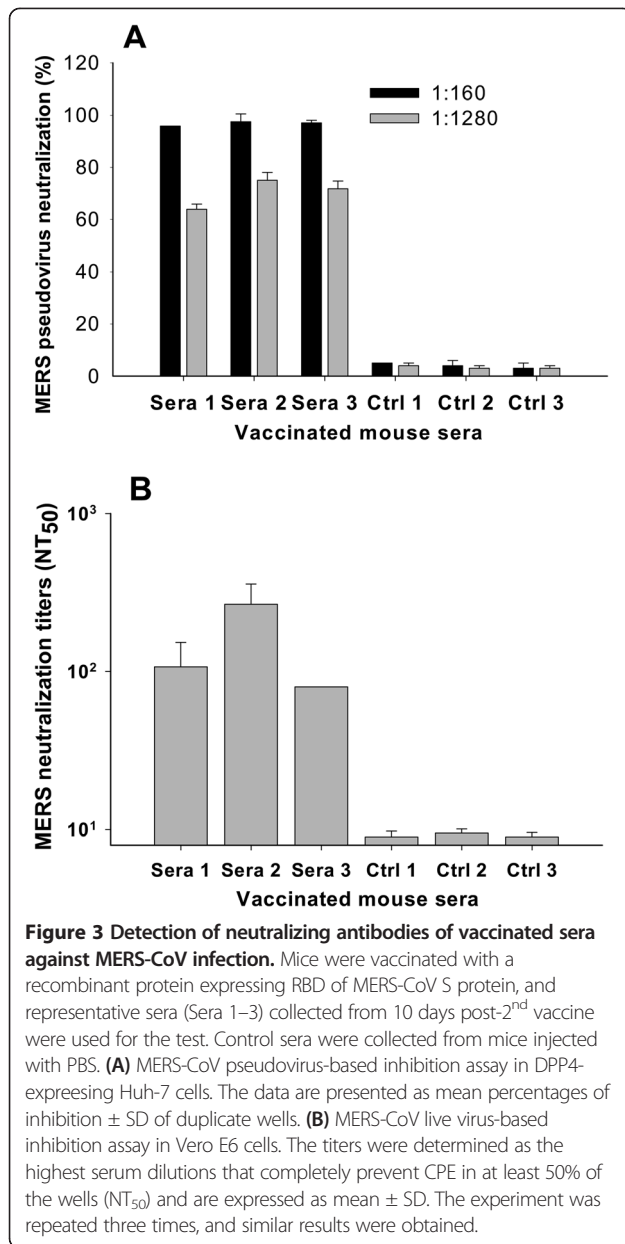 A
MERS pseudovirus neutralization (%)
120
100
80
60
40
20
0
1:160
1:1280
Sera 1 Sera 2 Sera 3 Ctrl 1 Ctrl 2 Ctrl 3
Vaccinated mouse sera
B
MERS neutralization titers (NT50)
10³
10²
10¹
Sera 1 Sera 2 Sera 3 Ctrl 1 Ctrl 2 Ctrl 3
Vaccinated mouse sera
Figure 3 Detection of neutralizing antibodies of vaccinated sera
against MERS-CoV infection. Mice were vaccinated with a
recombinant protein expressing RBD of MERS-CoV S protein, and
representative sera (Sera 1–3) collected from 10 days post-2nd vaccine
were used for the test. Control sera were collected from mice injected
with PBS. (A) MERS-CoV pseudovirus-based inhibition assay in DPP4-
expreesing Huh-7 cells. The data are presented as mean percentages of
inhibition ± SD of duplicate wells. (B) MERS-CoV live virus-based
inhibition assay in Vero E6 cells. The titers were determined as the
highest serum dilutions that completely prevent CPE in at least 50% of
the wells (NT50) and are expressed as mean ± SD. The experiment was
repeated three times, and similar results were obtained.